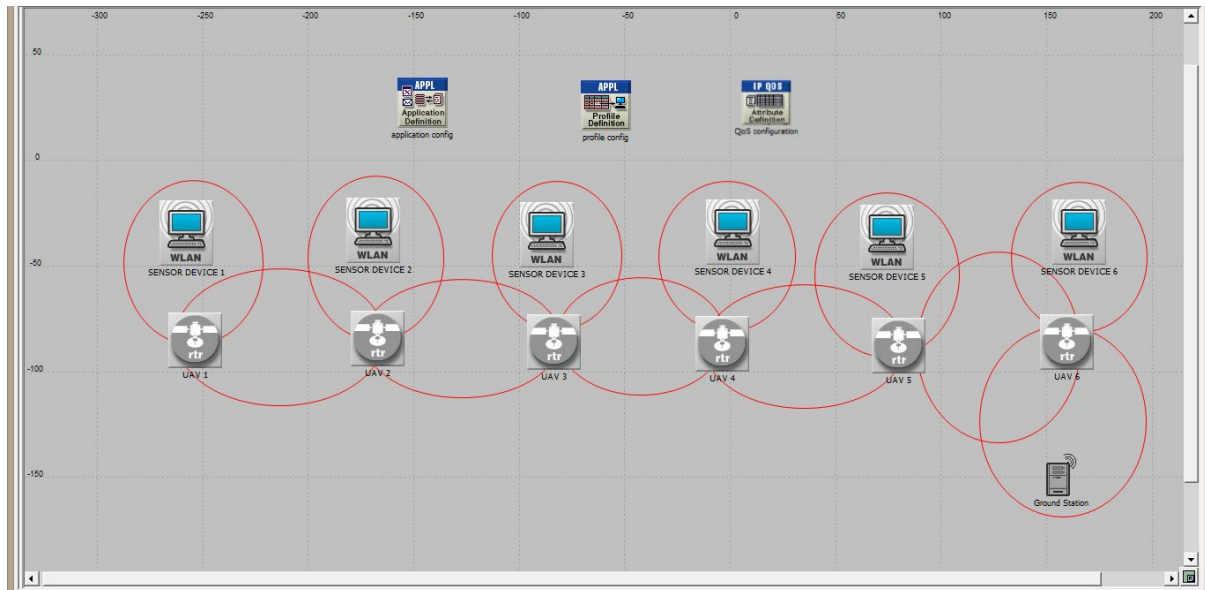 -300 -250 -200 -150 -100 -50 0 50 100 150 200
50
APPL
Application
Definition
application config
APPL
Profile
Definition
profile config
IP QOS
Attribute
Definition
QoS configuration
0
WLAN
SENSOR DEVICE 1
WLAN
SENSOR DEVICE 2
WLAN
SENSOR DEVICE 3
WLAN
SENSOR DEVICE 4
WLAN
SENSOR DEVICE 5
WLAN
SENSOR DEVICE 6
-50
rtr
UAV 1
rtr
UAV 2
rtr
UAV 3
rtr
UAV 4
rtr
UAV 5
rtr
UAV 6
-100
-150
Ground Station